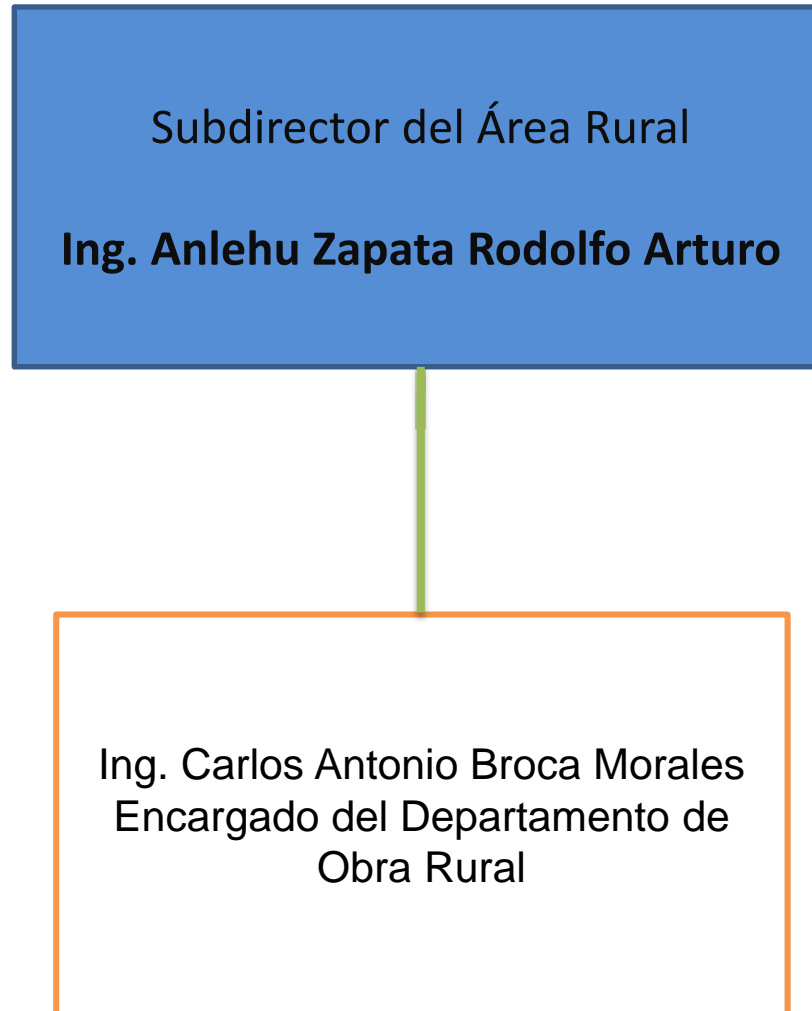 Subdirector del Área Rural
Ing. Anlehu Zapata Rodolfo Arturo
Ing. Carlos Antonio Broca Morales
Encargado del Departamento de
Obra Rural